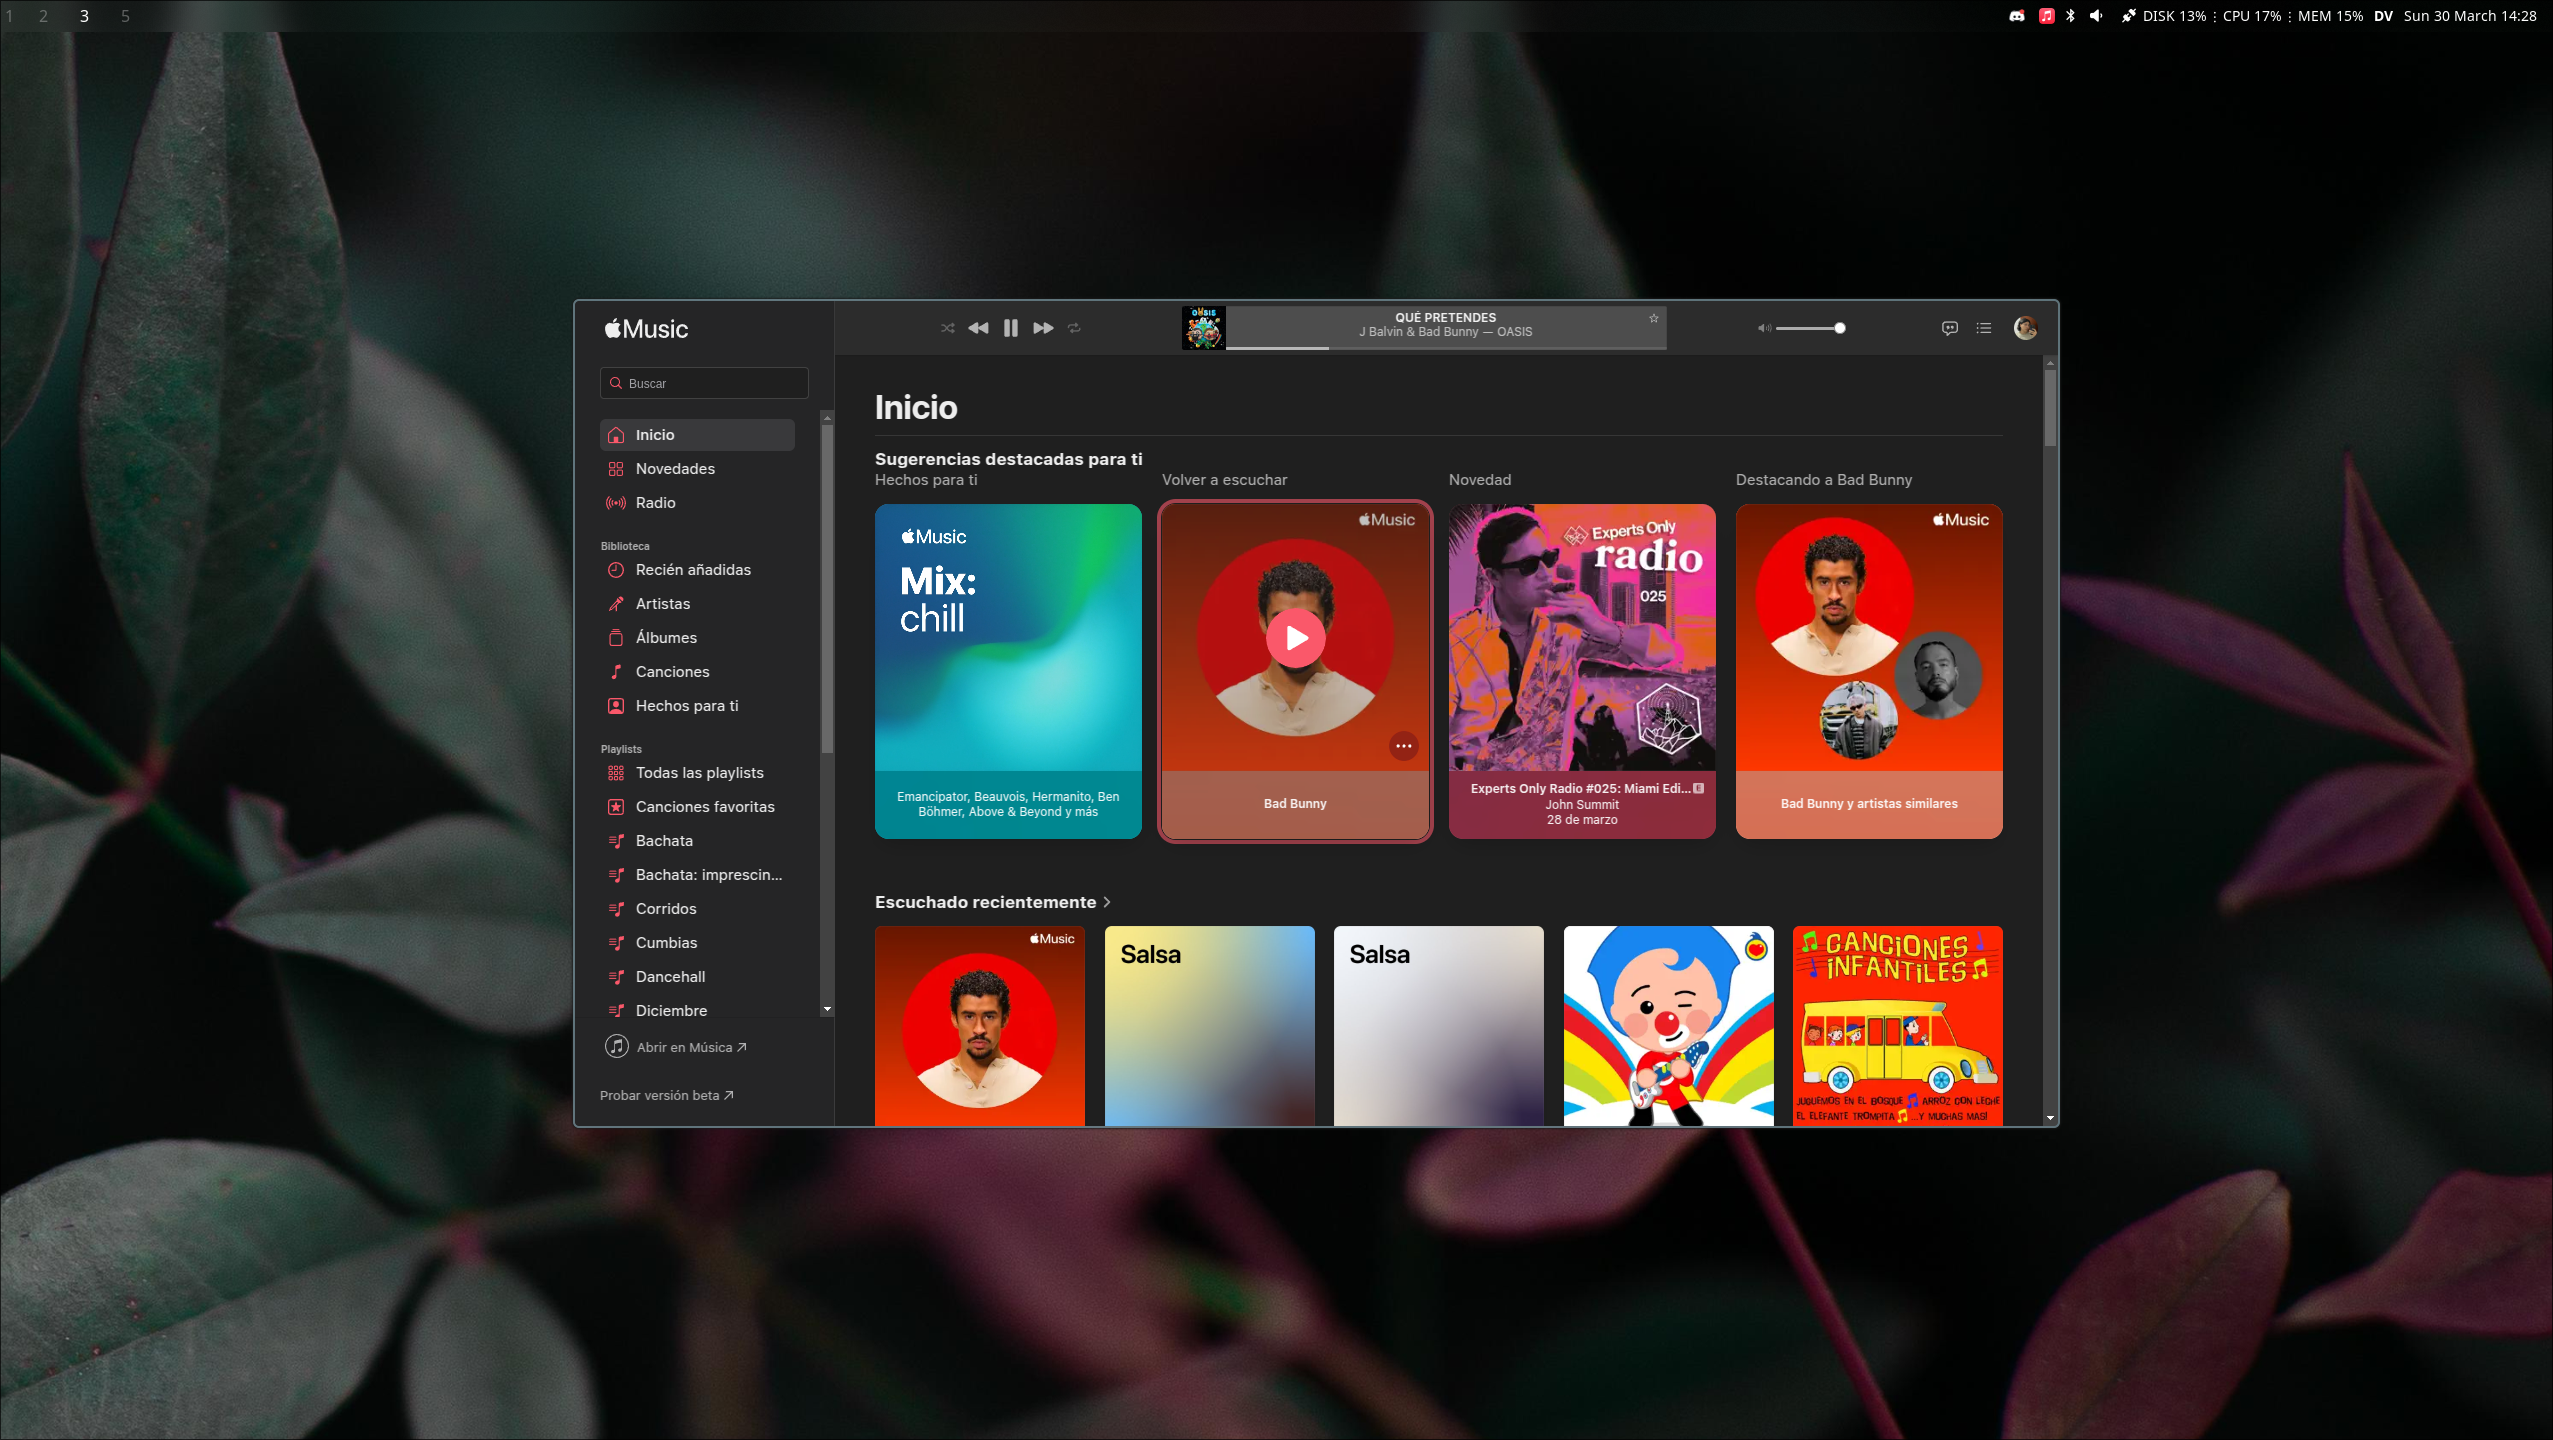 1 2 3 5
DISK 13% ⋮ CPU 17% ⋮ MEM 15% DV Sun 30 March 14:28
Music
QUÉ PRETENDES
J Balvin & Bad Bunny — OASIS
OASIS
Buscar
Inicio
Novedades
Radio
Biblioteca
Recién añadidas
Artistas
Álbumes
Canciones
Hechos para ti
Playlists
Todas las playlists
Canciones favoritas
Bachata
Bachata: imprescin...
Corridos
Cumbias
Dancehall
Diciembre
Abrir en Música
Probar versión beta
Inicio
Sugerencias destacadas para ti
Hechos para ti
Music
Mix:
chill
Emancipator, Beauvois, Hermanito, Ben
Böhmer, Above & Beyond y más
Volver a escuchar
Music
Bad Bunny
Novedad
Experts Only
radio
025
Experts Only Radio #025: Miami Edi... E
John Summit
28 de marzo
Destacando a Bad Bunny
Music
Bad Bunny y artistas similares
Escuchado recientemente
Music
Salsa
Salsa
CANCIONES
INFANTILES
JUGUEMOS EN EL BOSQUE ARROZ CON LECHE
EL ELEFANTE TROMPITA ...Y MUCHAS MAS!